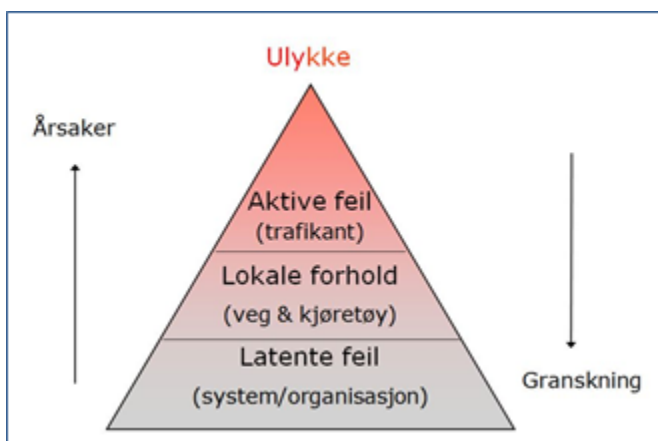 Ulykke
Årsaker
Aktive feil
(trafikant)
Lokale forhold
(veg & kjøretøy)
Latente feil
(system/organisasjon)
Granskning